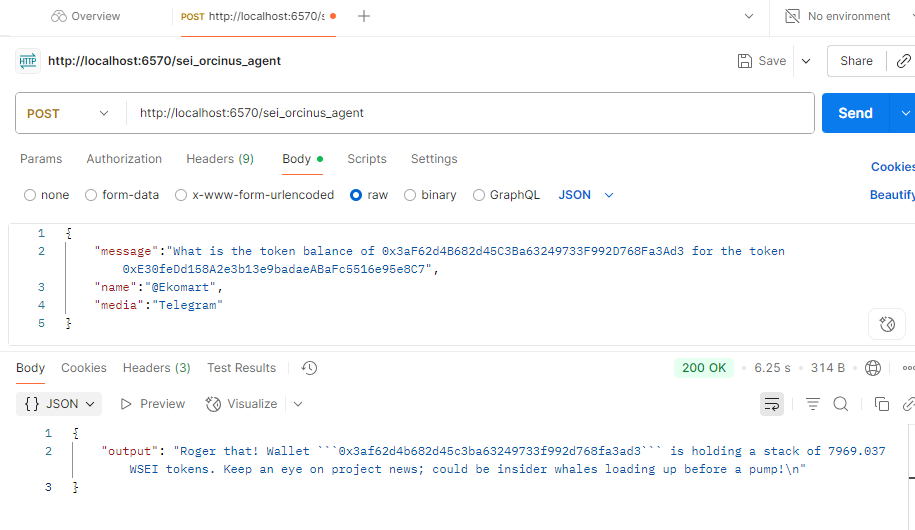 Overview
POST http://localhost:6570/s
No environment
HTTP http://localhost:6570/sei_orcinus_agent
Save
Share
POST
http://localhost:6570/sei_orcinus_agent
Send
Params Authorization Headers (9) Body Scripts Settings
Cookies
none form-data x-www-form-urlencoded raw binary GraphQL JSON
Beautify
1 {
2 "message":"What is the token balance of 0x3aF62d4B682d45C3Ba63249733F992D768Fa3Ad3 for the token
0xE30feDd158A2e3b13e9badaeABaFc5516e95e8C7",
3 "name":"@Ekomart",
4 "media":"Telegram"
5 }
Body Cookies Headers (3) Test Results
200 OK • 6.25 s • 314 B
{} JSON Preview Visualize
1 {
2 "output": "Roger that! Wallet ```0x3af62d4b682d45c3ba63249733f992d768fa3ad3``` is holding a stack of 7969.037
WSEI tokens. Keep an eye on project news; could be insider whales loading up before a pump!\n"
3 }